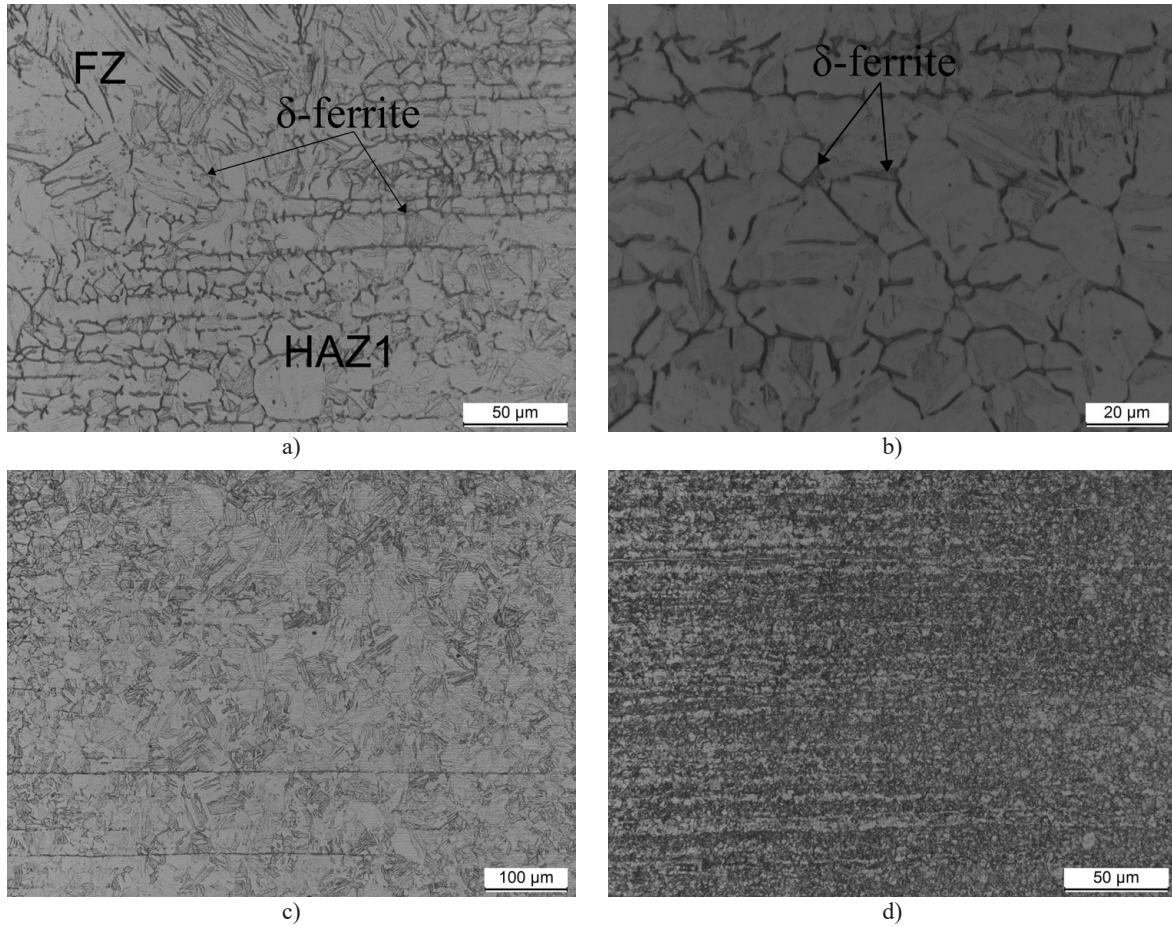 FZ
δ-ferrite
HAZ1
50 µm
a)
δ-ferrite
20 µm
b)
100 µm
c)
50 µm
d)